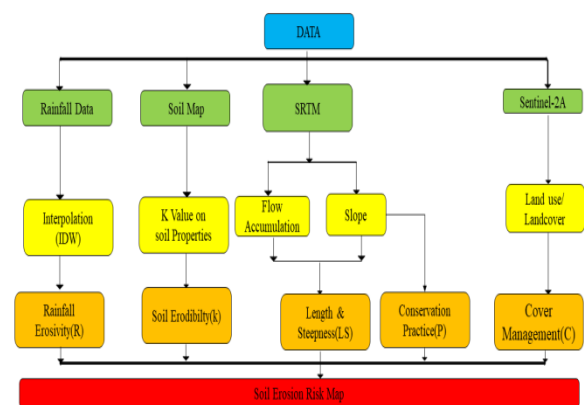 DATA
Rainfall Data
Soil Map
SRTM
Sentinel-2A
Interpolation
(IDW)
K Value on
soil Properties
Flow
Accumulation
Slope
Land use/
Landcover
Rainfall
Erosivity(R)
Soil Erodibilty(k)
Length &
Steepness(LS)
Conservation
Practice(P)
Cover
Management(C)
Soil Erosion Risk Map